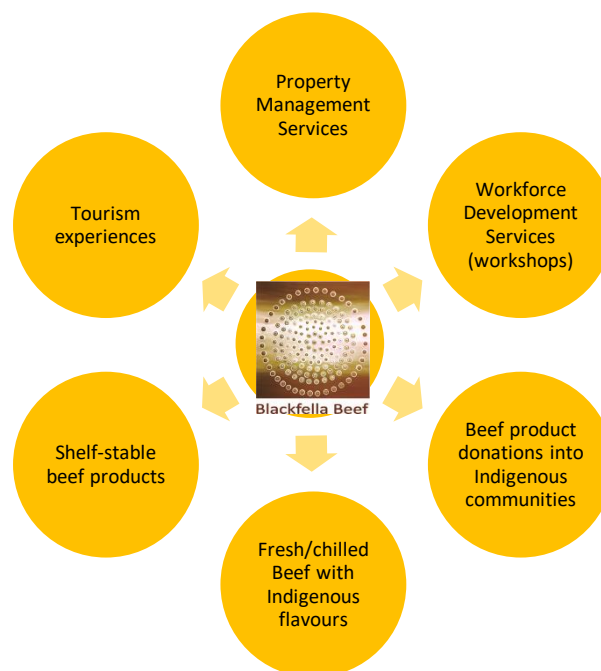 Property
Management
Services
Tourism
experiences
Workforce
Development
Services
(workshops)
Blackfella Beef
Shelf-stable
beef products
Beef product
donations into
Indigenous
communities
Fresh/chilled
Beef with
Indigenous
flavours